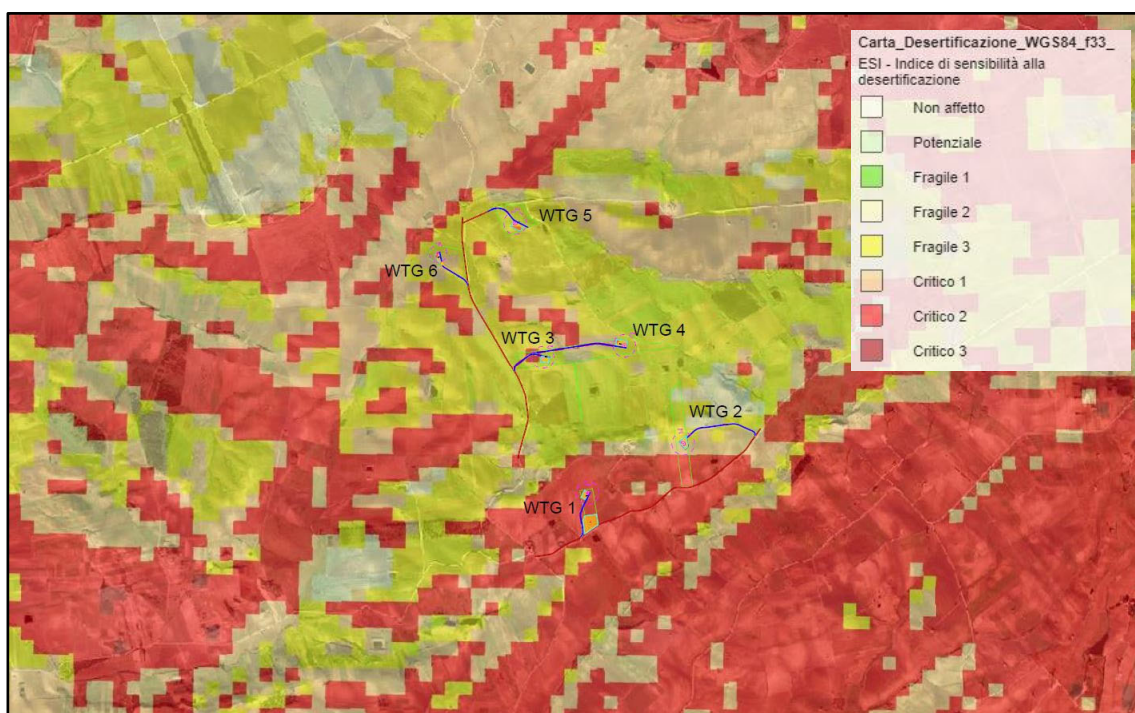 Carta_Desertificazione_WGS84_f33_
ESI - Indice di sensibilità alla
desertificazione
Non affetto
Potenziale
Fragile 1
Fragile 2
Fragile 3
Critico 1
Critico 2
Critico 3
WTG 5
WTG 6
WTG 3
WTG 4
WTG 2
WTG 1